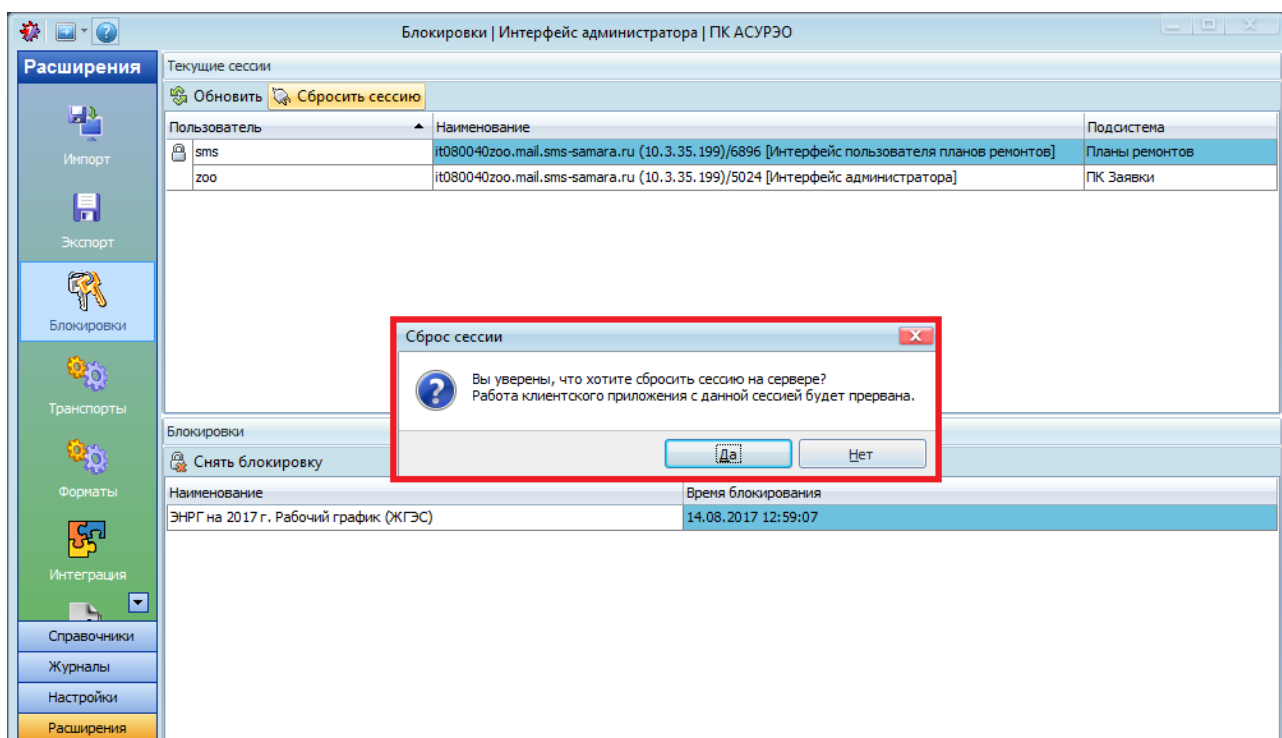 Блокировки | Интерфейс администратора | ПК АСУРЭО
Расширения
Импорт
Экспорт
Блокировки
Транспорты
Форматы
Интеграция
Справочники
Журналы
Настройки
Расширения
Текущие сессии
Обновить Сбросить сессию
Пользователь Наименование Подсистема
sms it080040zoo.mail.sms-samara.ru (10.3.35.199)/6896 [Интерфейс пользователя планов ремонтов] Планы ремонтов
zoo it080040zoo.mail.sms-samara.ru (10.3.35.199)/5024 [Интерфейс администратора] ПК Заявки
Сброс сессии
Вы уверены, что хотите сбросить сессию на сервере?
Работа клиентского приложения с данной сессией будет прервана.
Да Нет
Блокировки
Снять блокировку
Наименование Время блокирования
ЭНРГ на 2017 г. Рабочий график (ЖГЭС) 14.08.2017 12:59:07